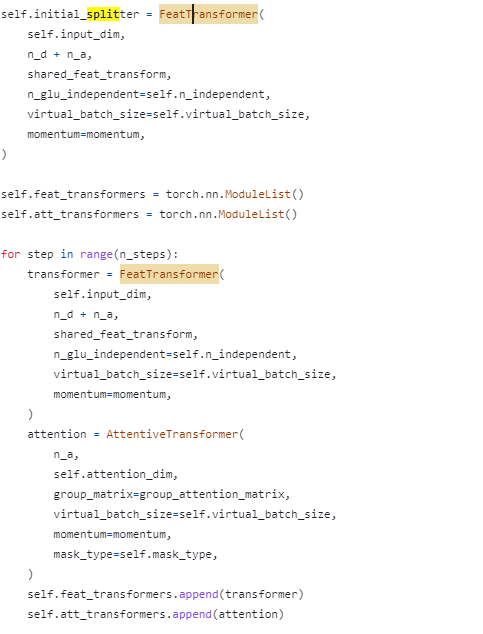 self.initial_splitter = FeatTransformer(
    self.input_dim,
    n_d + n_a,
    shared_feat_transform,
    n_glu_independent=self.n_independent,
    virtual_batch_size=self.virtual_batch_size,
    momentum=momentum,
)

self.feat_transformers = torch.nn.ModuleList()
self.att_transformers = torch.nn.ModuleList()

for step in range(n_steps):
    transformer = FeatTransformer(
        self.input_dim,
        n_d + n_a,
        shared_feat_transform,
        n_glu_independent=self.n_independent,
        virtual_batch_size=self.virtual_batch_size,
        momentum=momentum,
    )
    attention = AttentiveTransformer(
        n_a,
        self.attention_dim,
        group_matrix=group_attention_matrix,
        virtual_batch_size=self.virtual_batch_size,
        momentum=momentum,
        mask_type=self.mask_type,
    )
    self.feat_transformers.append(transformer)
    self.att_transformers.append(attention)